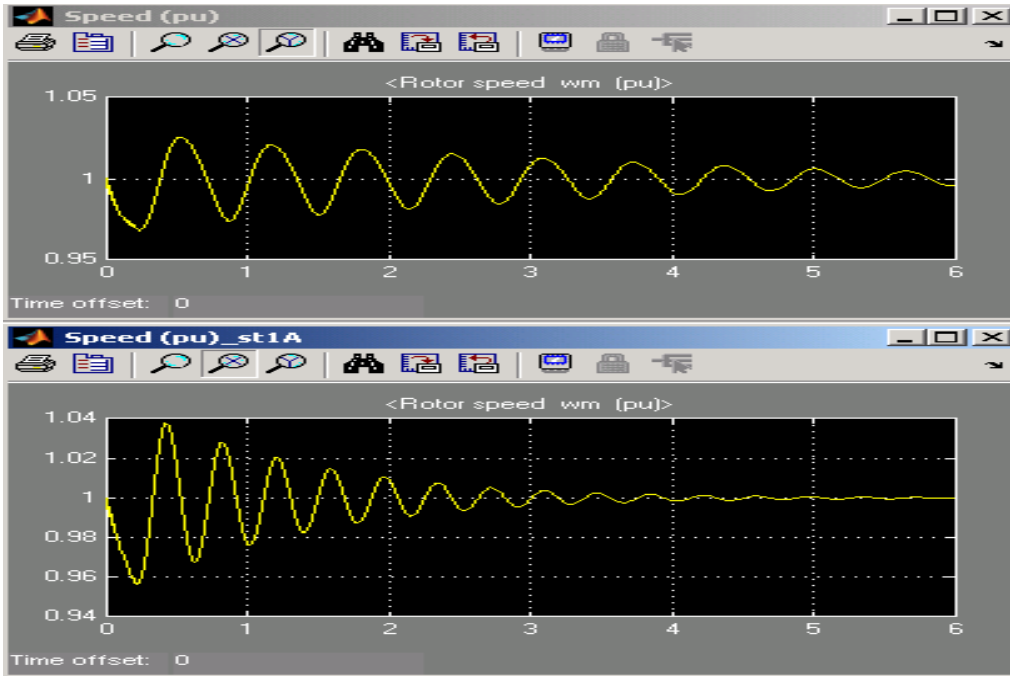 Speed (pu)
<Rotor speed wm (pu)>
1.05
1
0.95
0 1 2 3 4 5 6
Time offset: 0
Speed (pu)_st1A
<Rotor speed wm (pu)>
1.04
1.02
1
0.98
0.96
0.94
0 1 2 3 4 5 6
Time offset: 0